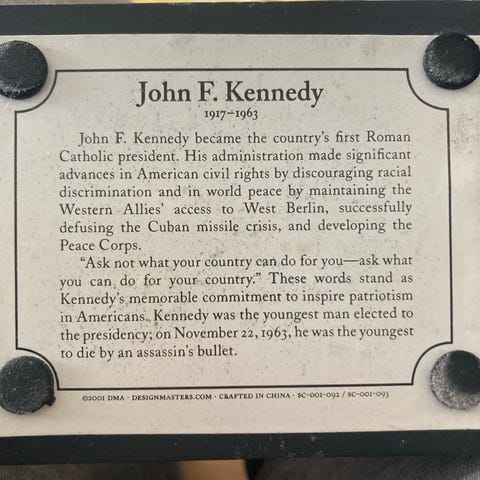 John F. Kennedy
1917–1963
John F. Kennedy became the country's first Roman
Catholic president. His administration made significant
advances in American civil rights by discouraging racial
discrimination and in world peace by maintaining the
Western Allies' access to West Berlin, successfully
defusing the Cuban missile crisis, and developing the
Peace Corps.
"Ask not what your country can do for you—ask what
you can do for your country." These words stand as
Kennedy's memorable commitment to inspire patriotism
in Americans. Kennedy was the youngest man elected to
the presidency; on November 22, 1963, he was the youngest
to die by an assassin's bullet.
©2001 DMA · DESIGNMASTERS.COM · CRAFTED IN CHINA · SC-001-092 / SC-001-093